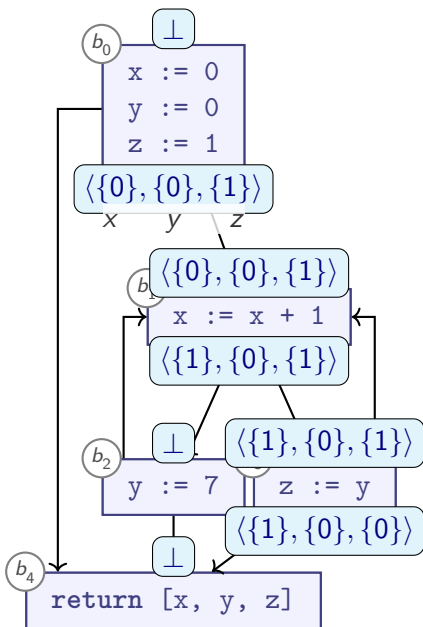 ⊥
b0
x := 0
y := 0
z := 1
⟨{0}, {0}, {1}⟩
x y z
⟨{0}, {0}, {1}⟩
x := x + 1
⟨{1}, {0}, {1}⟩
⊥ ⟨{1}, {0}, {1}⟩
b2
y := 7 z := y
⟨{1}, {0}, {0}⟩
⊥
b4
return [x, y, z]